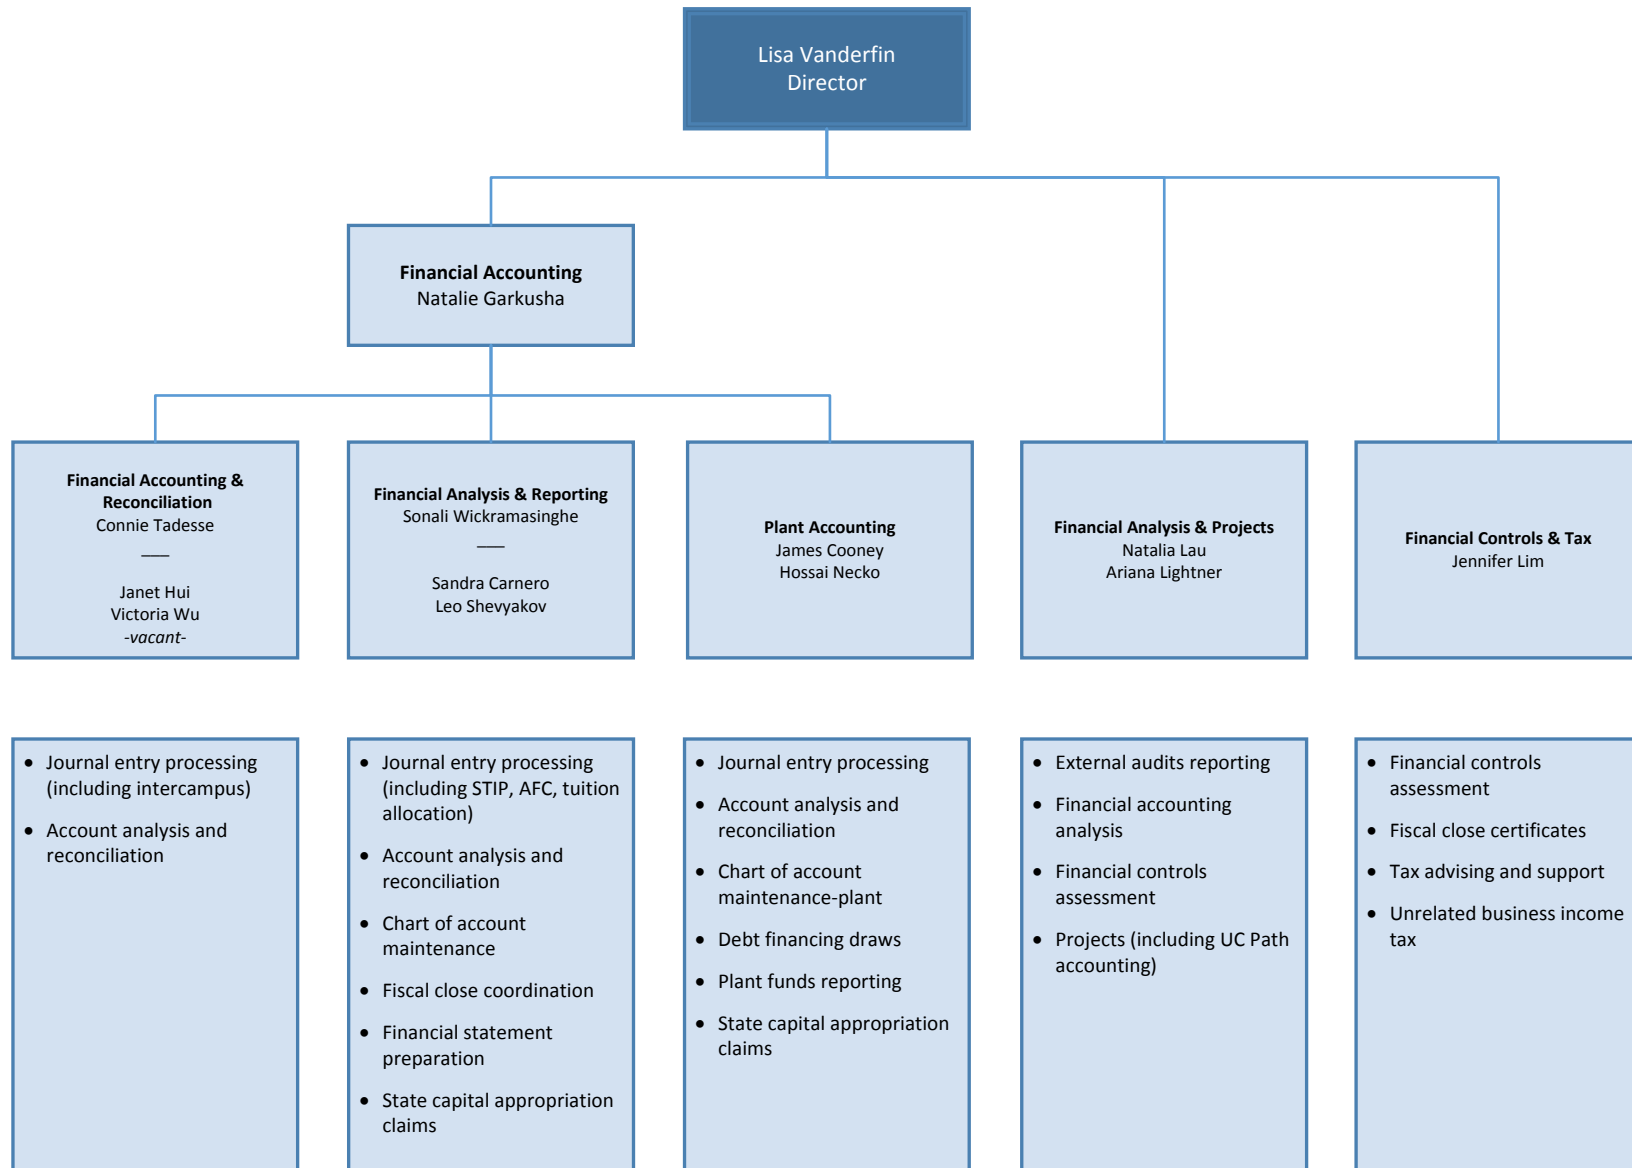 Lisa Vanderfin
Director
Financial Accounting
Natalie Garkusha
Financial Accounting &
Reconciliation
Connie Tadesse
___
Janet Hui
Victoria Wu
-vacant-
Financial Analysis & Reporting
Sonali Wickramasinghe
___
Sandra Carnero
Leo Shevyakov
Plant Accounting
James Cooney
Hossai Necko
Financial Analysis & Projects
Natalia Lau
Ariana Lightner
Financial Controls & Tax
Jennifer Lim
• Journal entry processing
(including intercampus)
• Account analysis and
reconciliation
• Journal entry processing
(including STIP, AFC, tuition
allocation)
• Account analysis and
reconciliation
• Chart of account
maintenance
• Fiscal close coordination
• Financial statement
preparation
• State capital appropriation
claims
• Journal entry processing
• Account analysis and
reconciliation
• Chart of account
maintenance-plant
• Debt financing draws
• Plant funds reporting
• State capital appropriation
claims
• External audits reporting
• Financial accounting
analysis
• Financial controls
assessment
• Projects (including UC Path
accounting)
• Financial controls
assessment
• Fiscal close certificates
• Tax advising and support
• Unrelated business income
tax